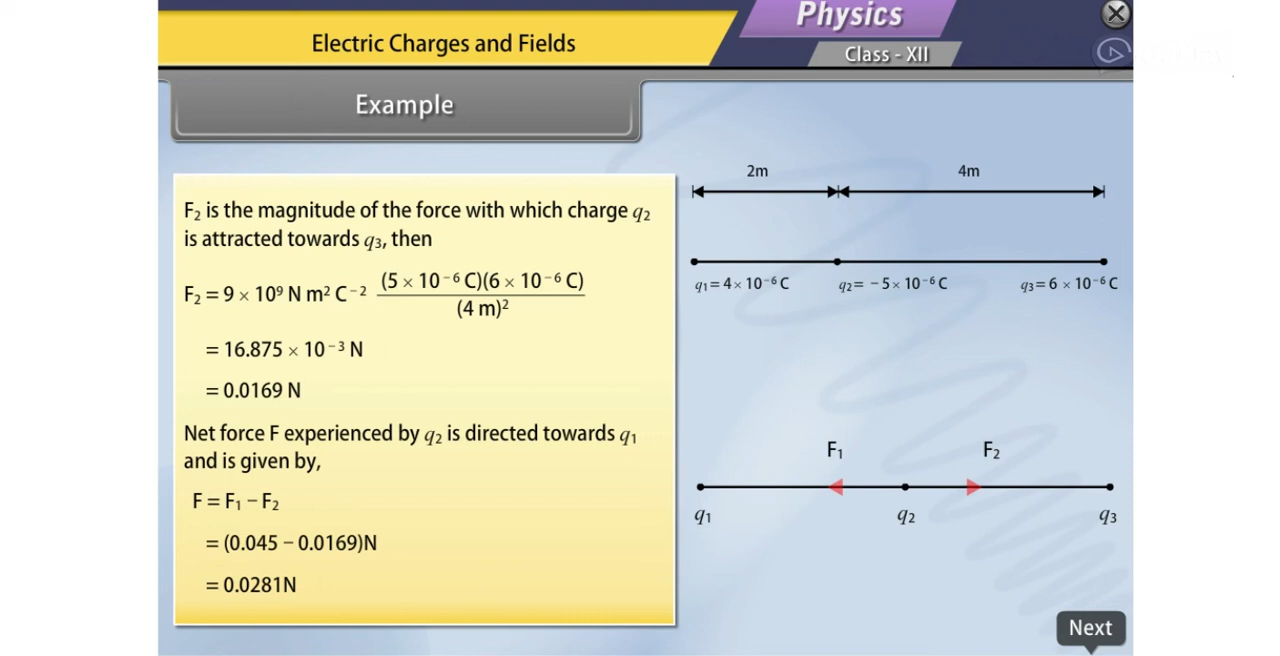 Physics
Electric Charges and Fields
Class - XII
Example
F₂ is the magnitude of the force with which charge q₂
is attracted towards q₃, then
F₂ = 9 × 10⁹ N m² C⁻² (5 × 10⁻⁶ C)(6 × 10⁻⁶ C) / (4 m)²
= 16.875 × 10⁻³ N
= 0.0169 N
Net force F experienced by q₂ is directed towards q₁
and is given by,
F = F₁ − F₂
= (0.045 − 0.0169)N
= 0.0281N
2m 4m
q₁ = 4 × 10⁻⁶ C q₂ = − 5 × 10⁻⁶ C q₃ = 6 × 10⁻⁶ C
F₁ F₂
q₁ q₂ q₃
Next